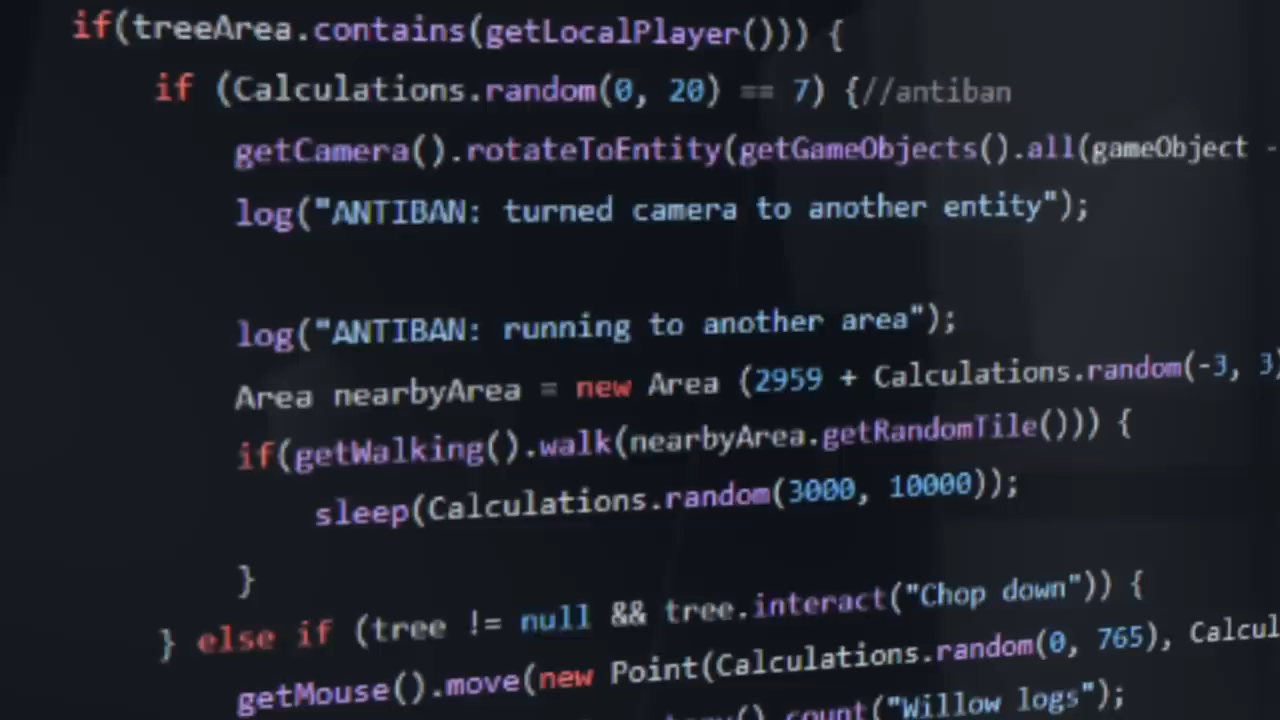 if(treeArea.contains(getLocalPlayer())) {
if (Calculations.random(0, 20) == 7) {//antiban
getCamera().rotateToEntity(getGameObjects().all(gameObject -
log("ANTIBAN: turned camera to another entity");
log("ANTIBAN: running to another area");
Area nearbyArea = new Area (2959 + Calculations.random(-3, 3)
if(getWalking().walk(nearbyArea.getRandomTile())) {
sleep(Calculations.random(3000, 10000));
}
} else if (tree != null && tree.interact("Chop down")) {
getMouse().move(new Point(Calculations.random(0, 765), Calcul
().count("Willow logs");